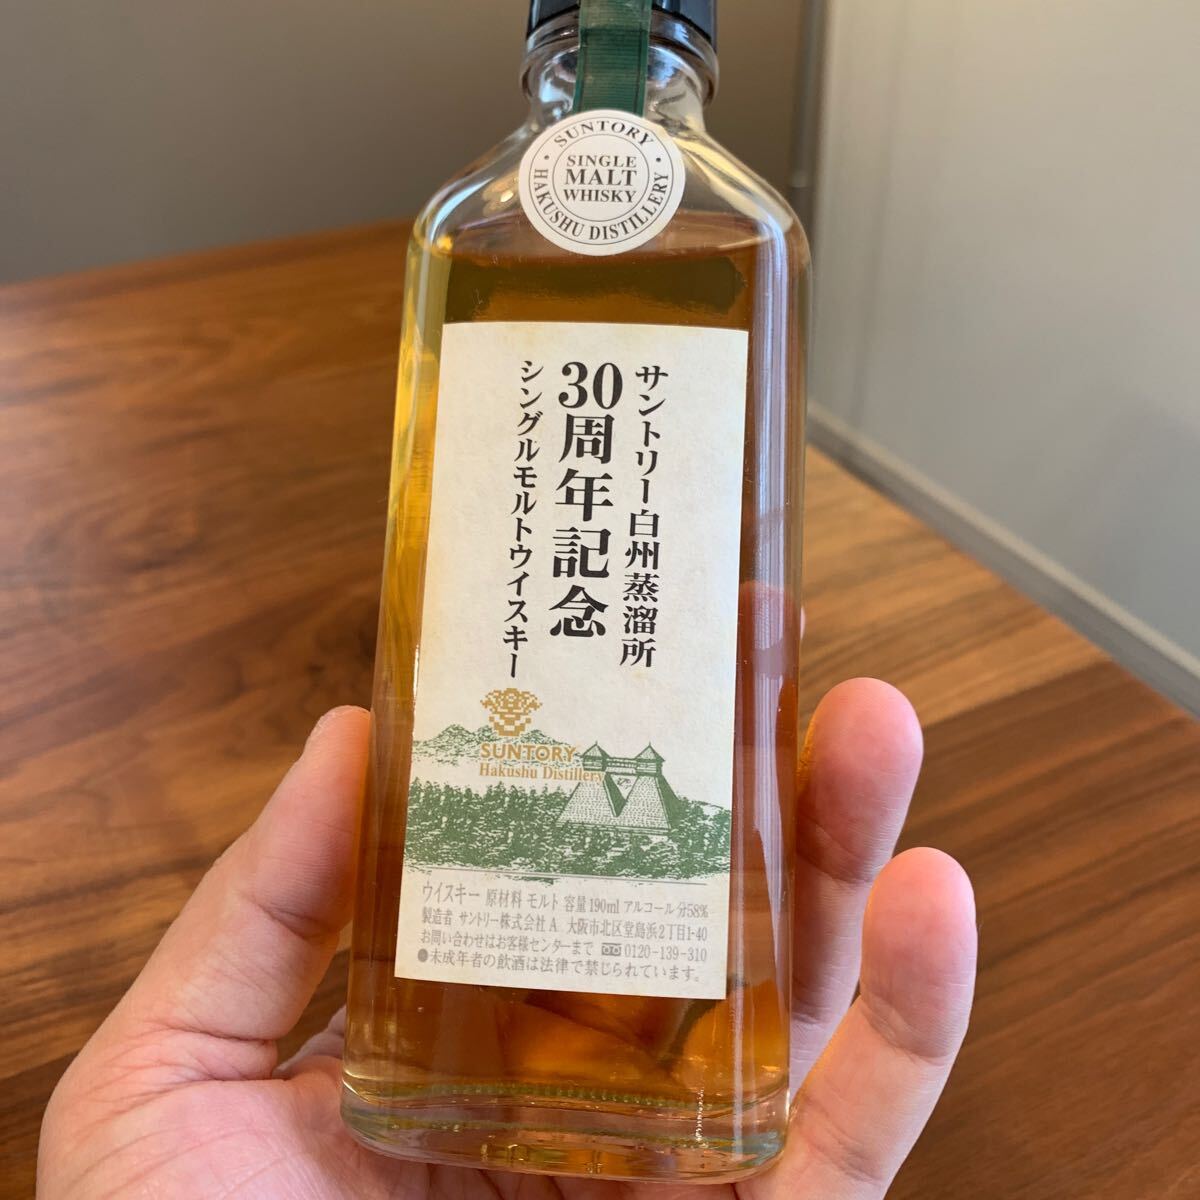 SUNTORY
SINGLE
MALT
WHISKY
HAKUSHU DISTILLERY
サントリー白州蒸溜所
30周年記念
シングルモルトウイスキー
SUNTORY
Hakushu Distillery
ウイスキー 原材料 モルト 容量190ml アルコール分58%
製造者 サントリー株式会社A 大阪市北区堂島浜2丁目1-40
お問い合わせはお客様センターまで 0120-139-310
●未成年者の飲酒は法律で禁じられています。